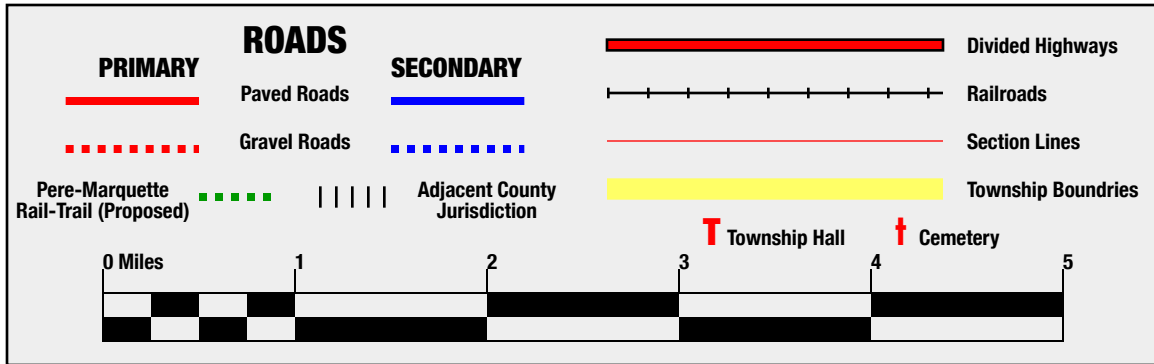 ROADS
PRIMARY
SECONDARY
Paved Roads
Gravel Roads
Pere-Marquette
Rail-Trail (Proposed)
Adjacent County
Jurisdiction
Divided Highways
Railroads
Section Lines
Township Boundries
Township Hall
Cemetery
0 Miles 1 2 3 4 5